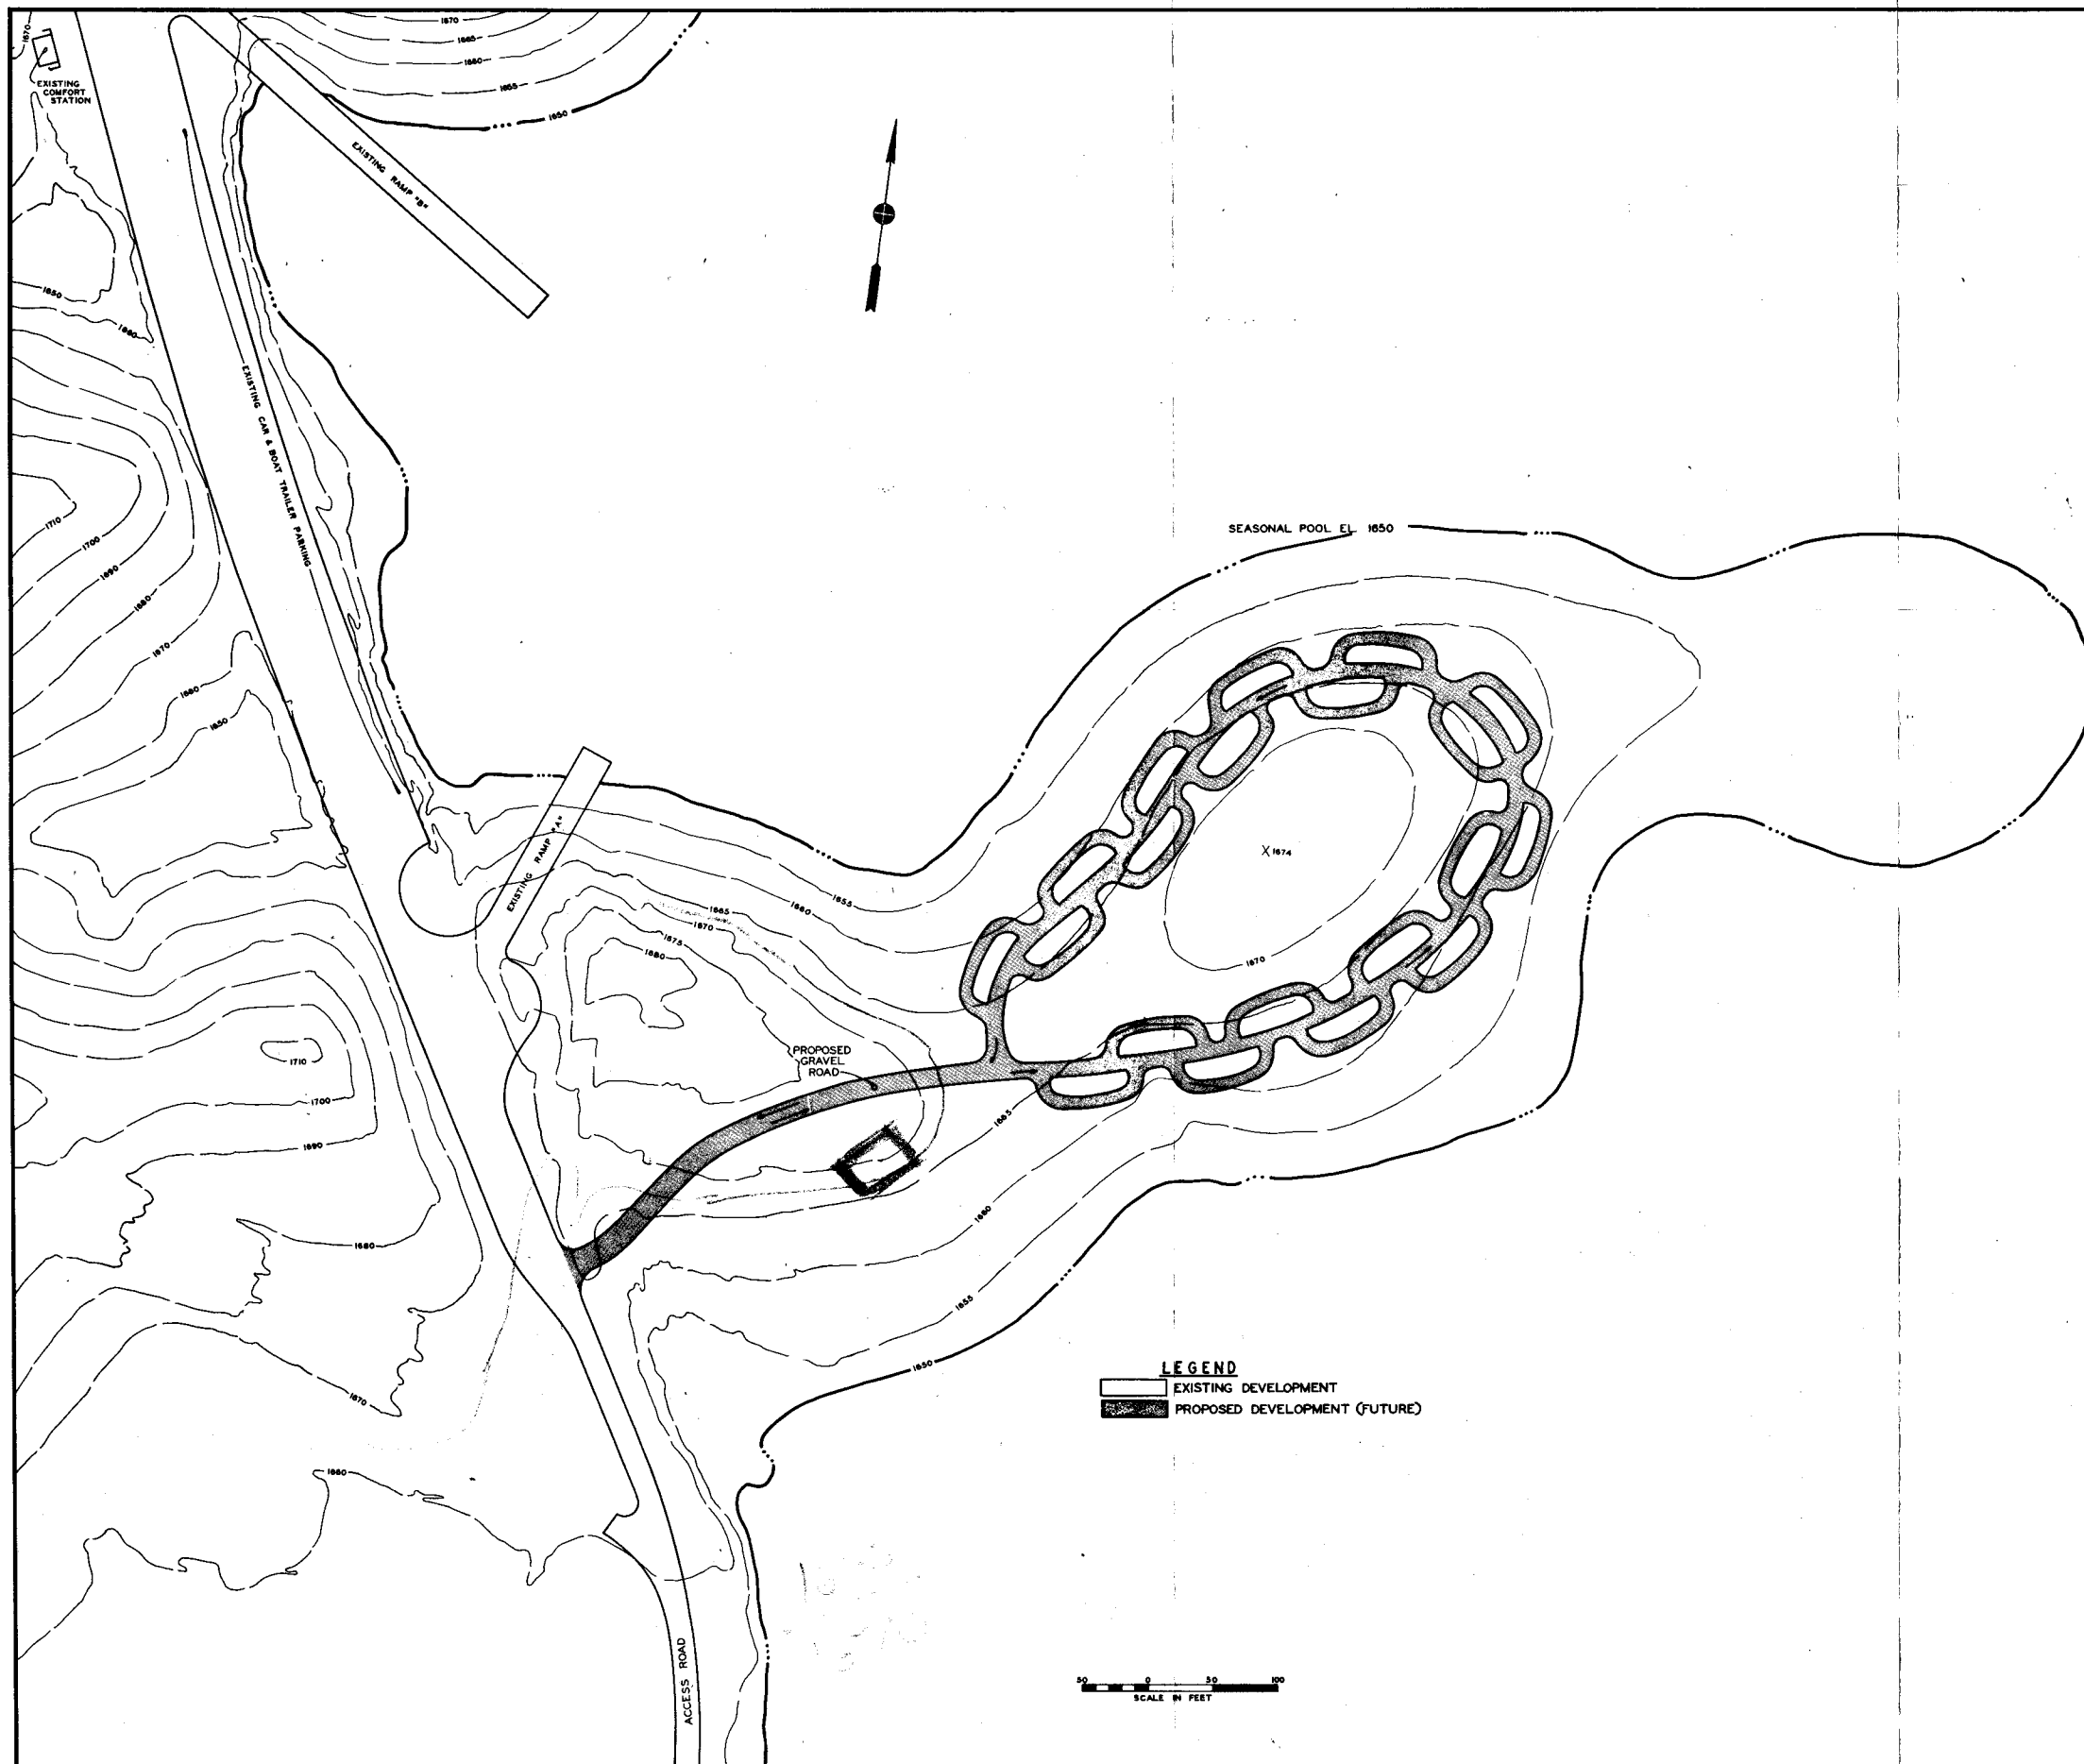 1670
1670
1665
1660
1655
1650
EXISTING
COMFORT
STATION
EXISTING RAMP "B"
1650
1660
EXISTING CAR & BOAT TRAILER PARKING
1710
1700
1690
1680
1670
1660
1650
SEASONAL POOL EL 1650
EXISTING RAMP "A"
X 1674
1655
1660
1665
1670
1675
1680
1670
PROPOSED
GRAVEL
ROAD
1710
1700
1690
1680
1670
1660
1665
1660
1655
1650
LEGEND
EXISTING DEVELOPMENT
PROPOSED DEVELOPMENT (FUTURE)
ACCESS ROAD
50 0 50 100
SCALE IN FEET